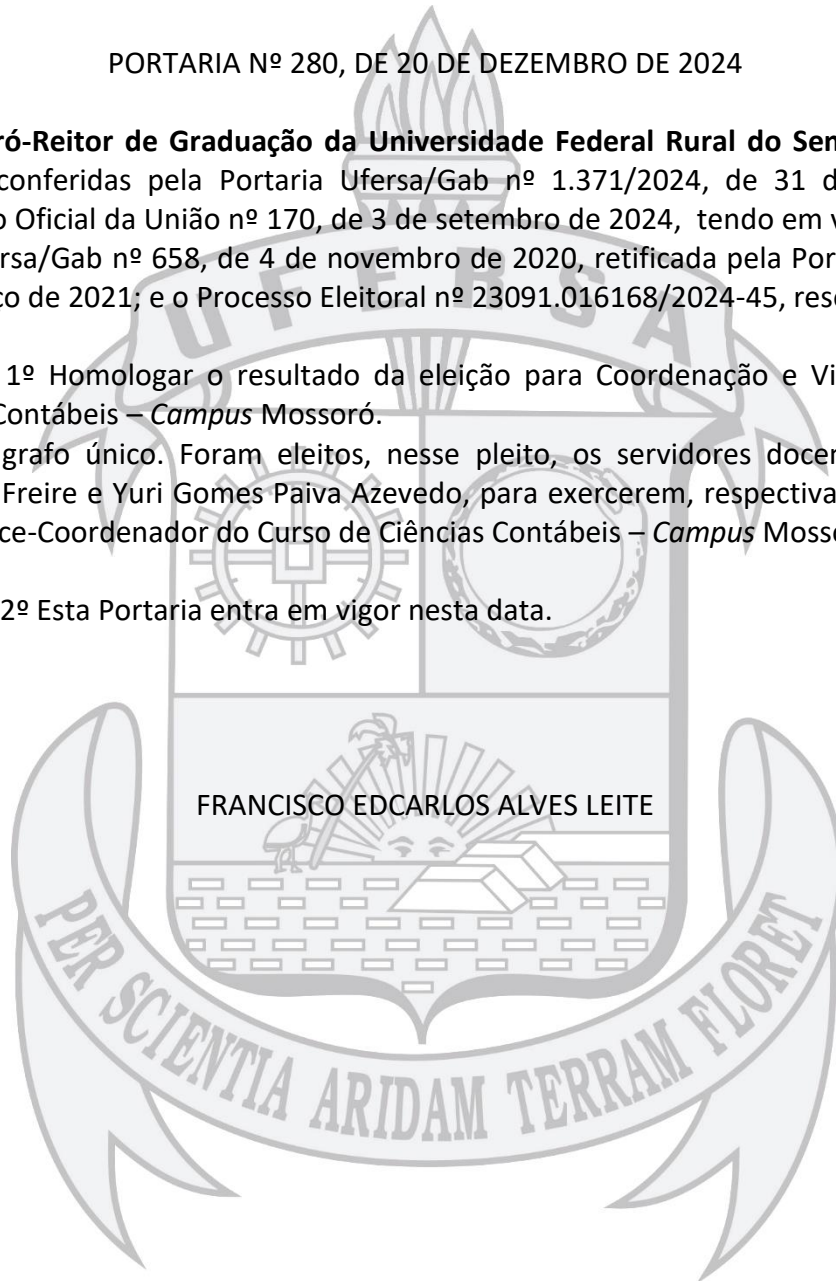 PORTARIA Nº 280, DE 20 DE DEZEMBRO DE 2024
ró-Reitor de Graduação da Universidade Federal Rural do Sem
conferidas pela Portaria Ufersa/Gab nº 1.371/2024, de 31 d
o Oficial da União nº 170, de 3 de setembro de 2024, tendo em v
rsa/Gab nº 658, de 4 de novembro de 2020, retificada pela Por
ço de 2021; e o Processo Eleitoral nº 23091.016168/2024-45, res
1º Homologar o resultado da eleição para Coordenação e Vi
Contábeis – Campus Mossoró.
grafo único. Foram eleitos, nesse pleito, os servidores docen
Freire e Yuri Gomes Paiva Azevedo, para exercerem, respectiva
ce-Coordenador do Curso de Ciências Contábeis – Campus Mosso
2º Esta Portaria entra em vigor nesta data.
FRANCISCO EDCARLOS ALVES LEITE
UFERSA
PER SCIENTIA ARIDAM TERRAM FLORET